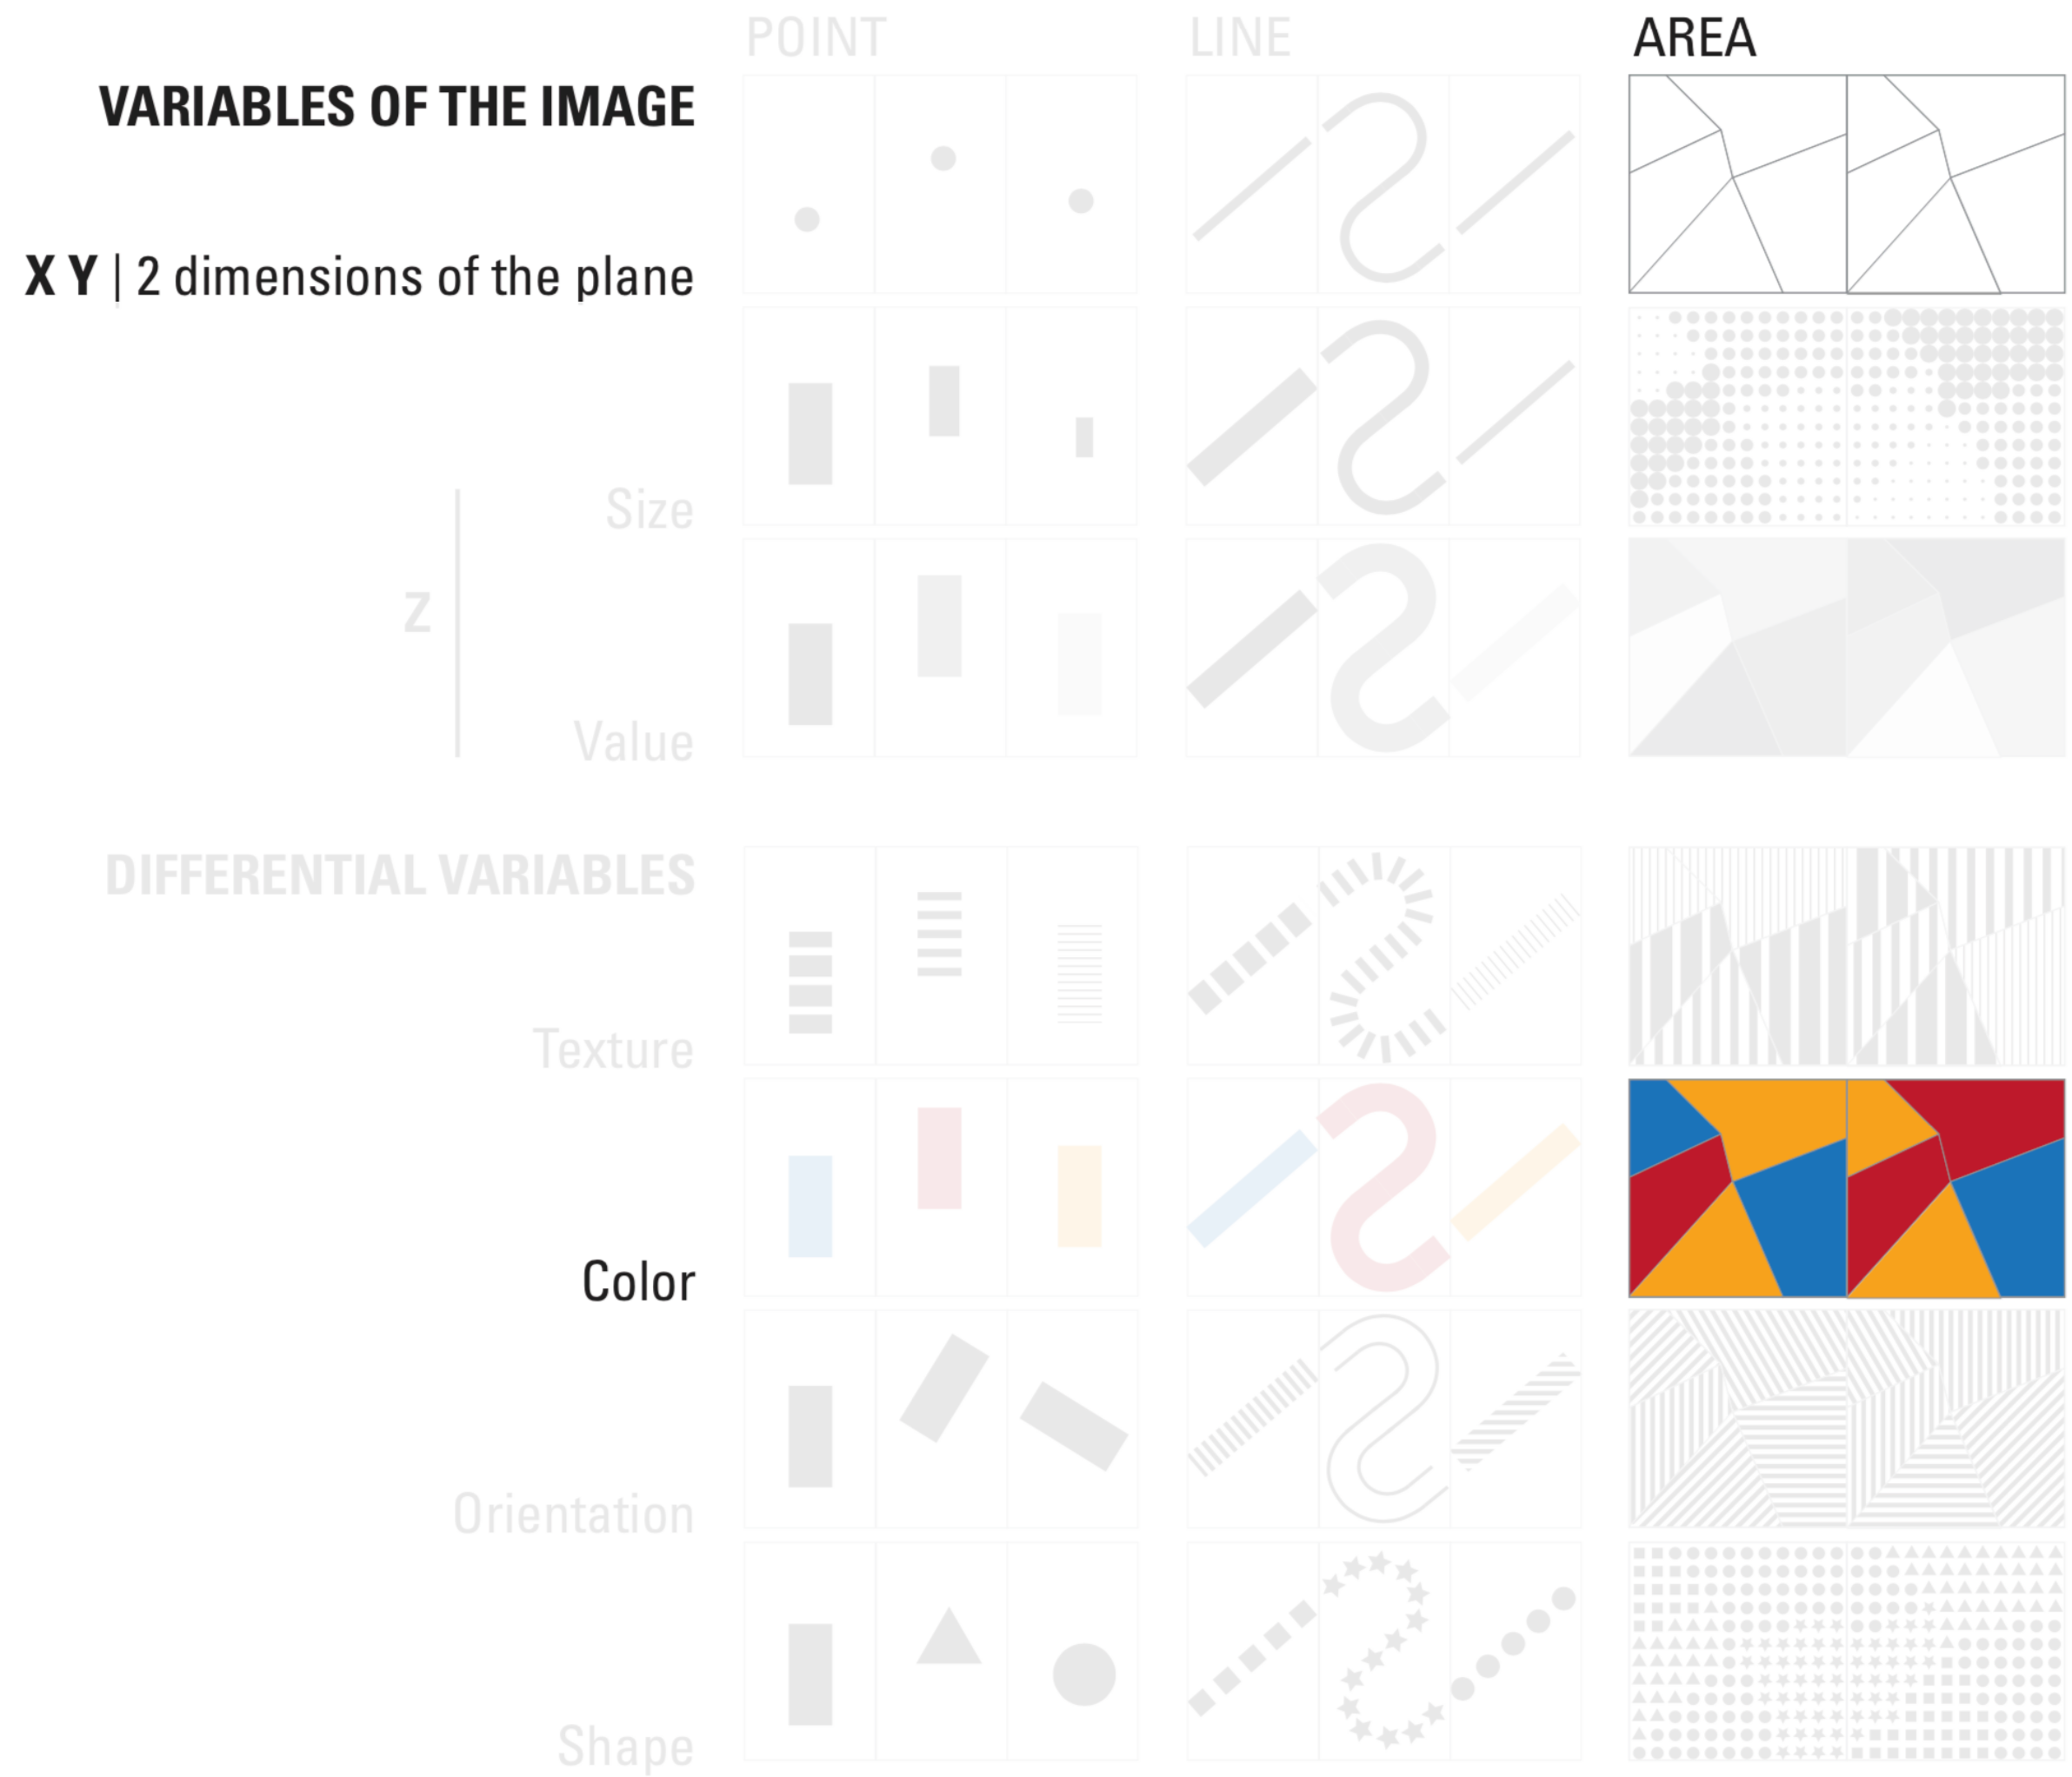 POINT LINE AREA
VARIABLES OF THE IMAGE
X Y | 2 dimensions of the plane
Size
Z
Value
DIFFERENTIAL VARIABLES
Texture
Color
Orientation
Shape